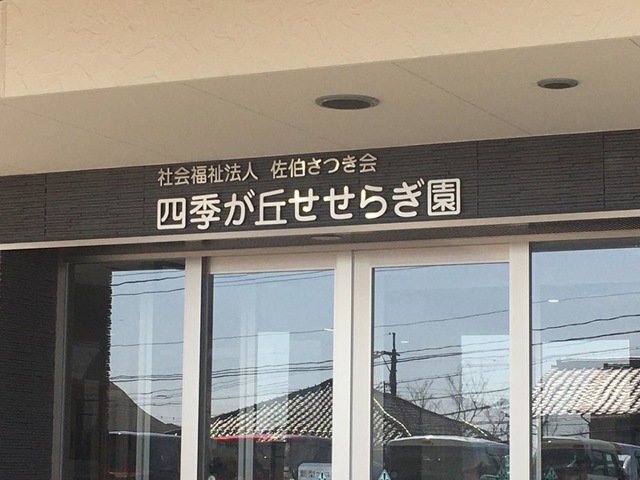 社会福祉法人 佐伯さつき会
四季が丘せせらぎ園